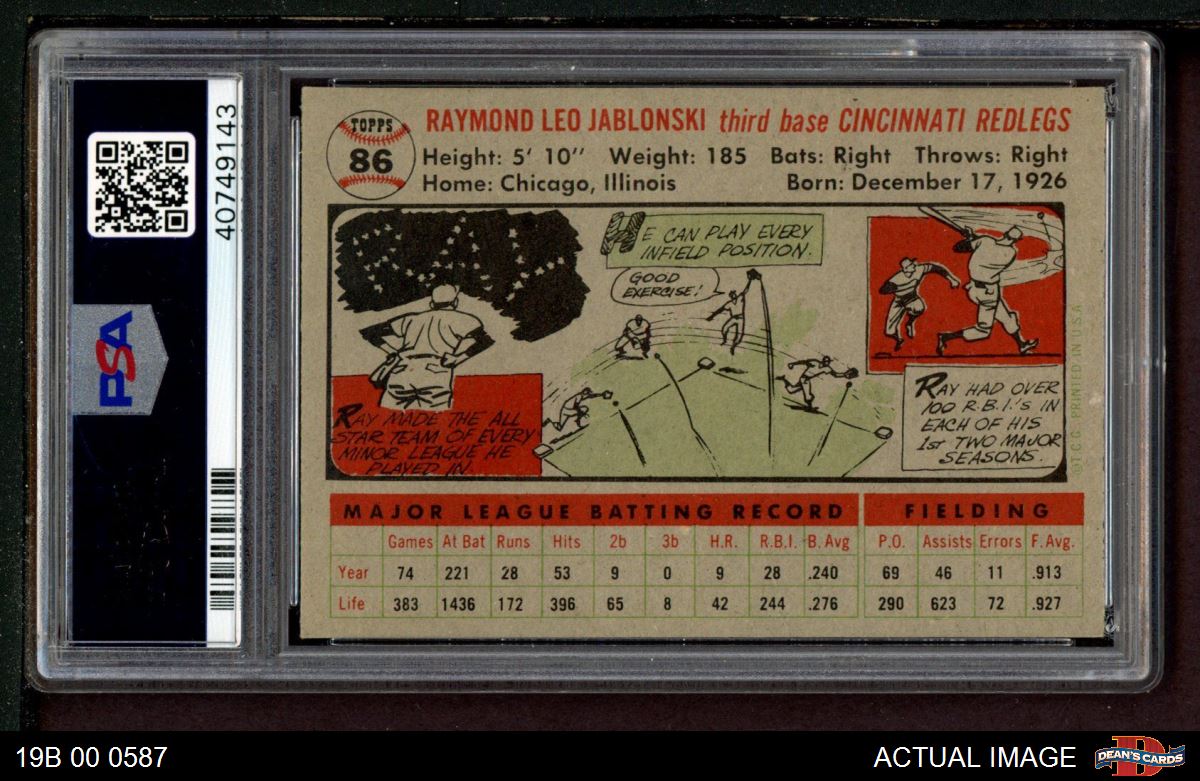 40749143
PSA
TOPPS
86
RAYMOND LEO JABLONSKI third base CINCINNATI REDLEGS
Height: 5' 10'' Weight: 185 Bats: Right Throws: Right
Home: Chicago, Illinois Born: December 17, 1926
HE CAN PLAY EVERY
INFIELD POSITION.
GOOD
EXERCISE!
RAY MADE THE ALL
STAR TEAM OF EVERY
MINOR LEAGUE HE
PLAYED IN.
RAY HAD OVER
100 R.B.I.'S IN
EACH OF HIS
1st TWO MAJOR
SEASONS.
© T.C.G. PRINTED IN U.S.A.
MAJOR LEAGUE BATTING RECORD FIELDING
Games At Bat Runs Hits 2b 3b H.R. R.B.I. B. Avg P.O. Assists Errors F. Avg.
Year 74 221 28 53 9 0 9 28 .240 69 46 11 .913
Life 383 1436 172 396 65 8 42 244 .276 290 623 72 .927
19B 00 0587 ACTUAL IMAGE
DEAN'S CARDS